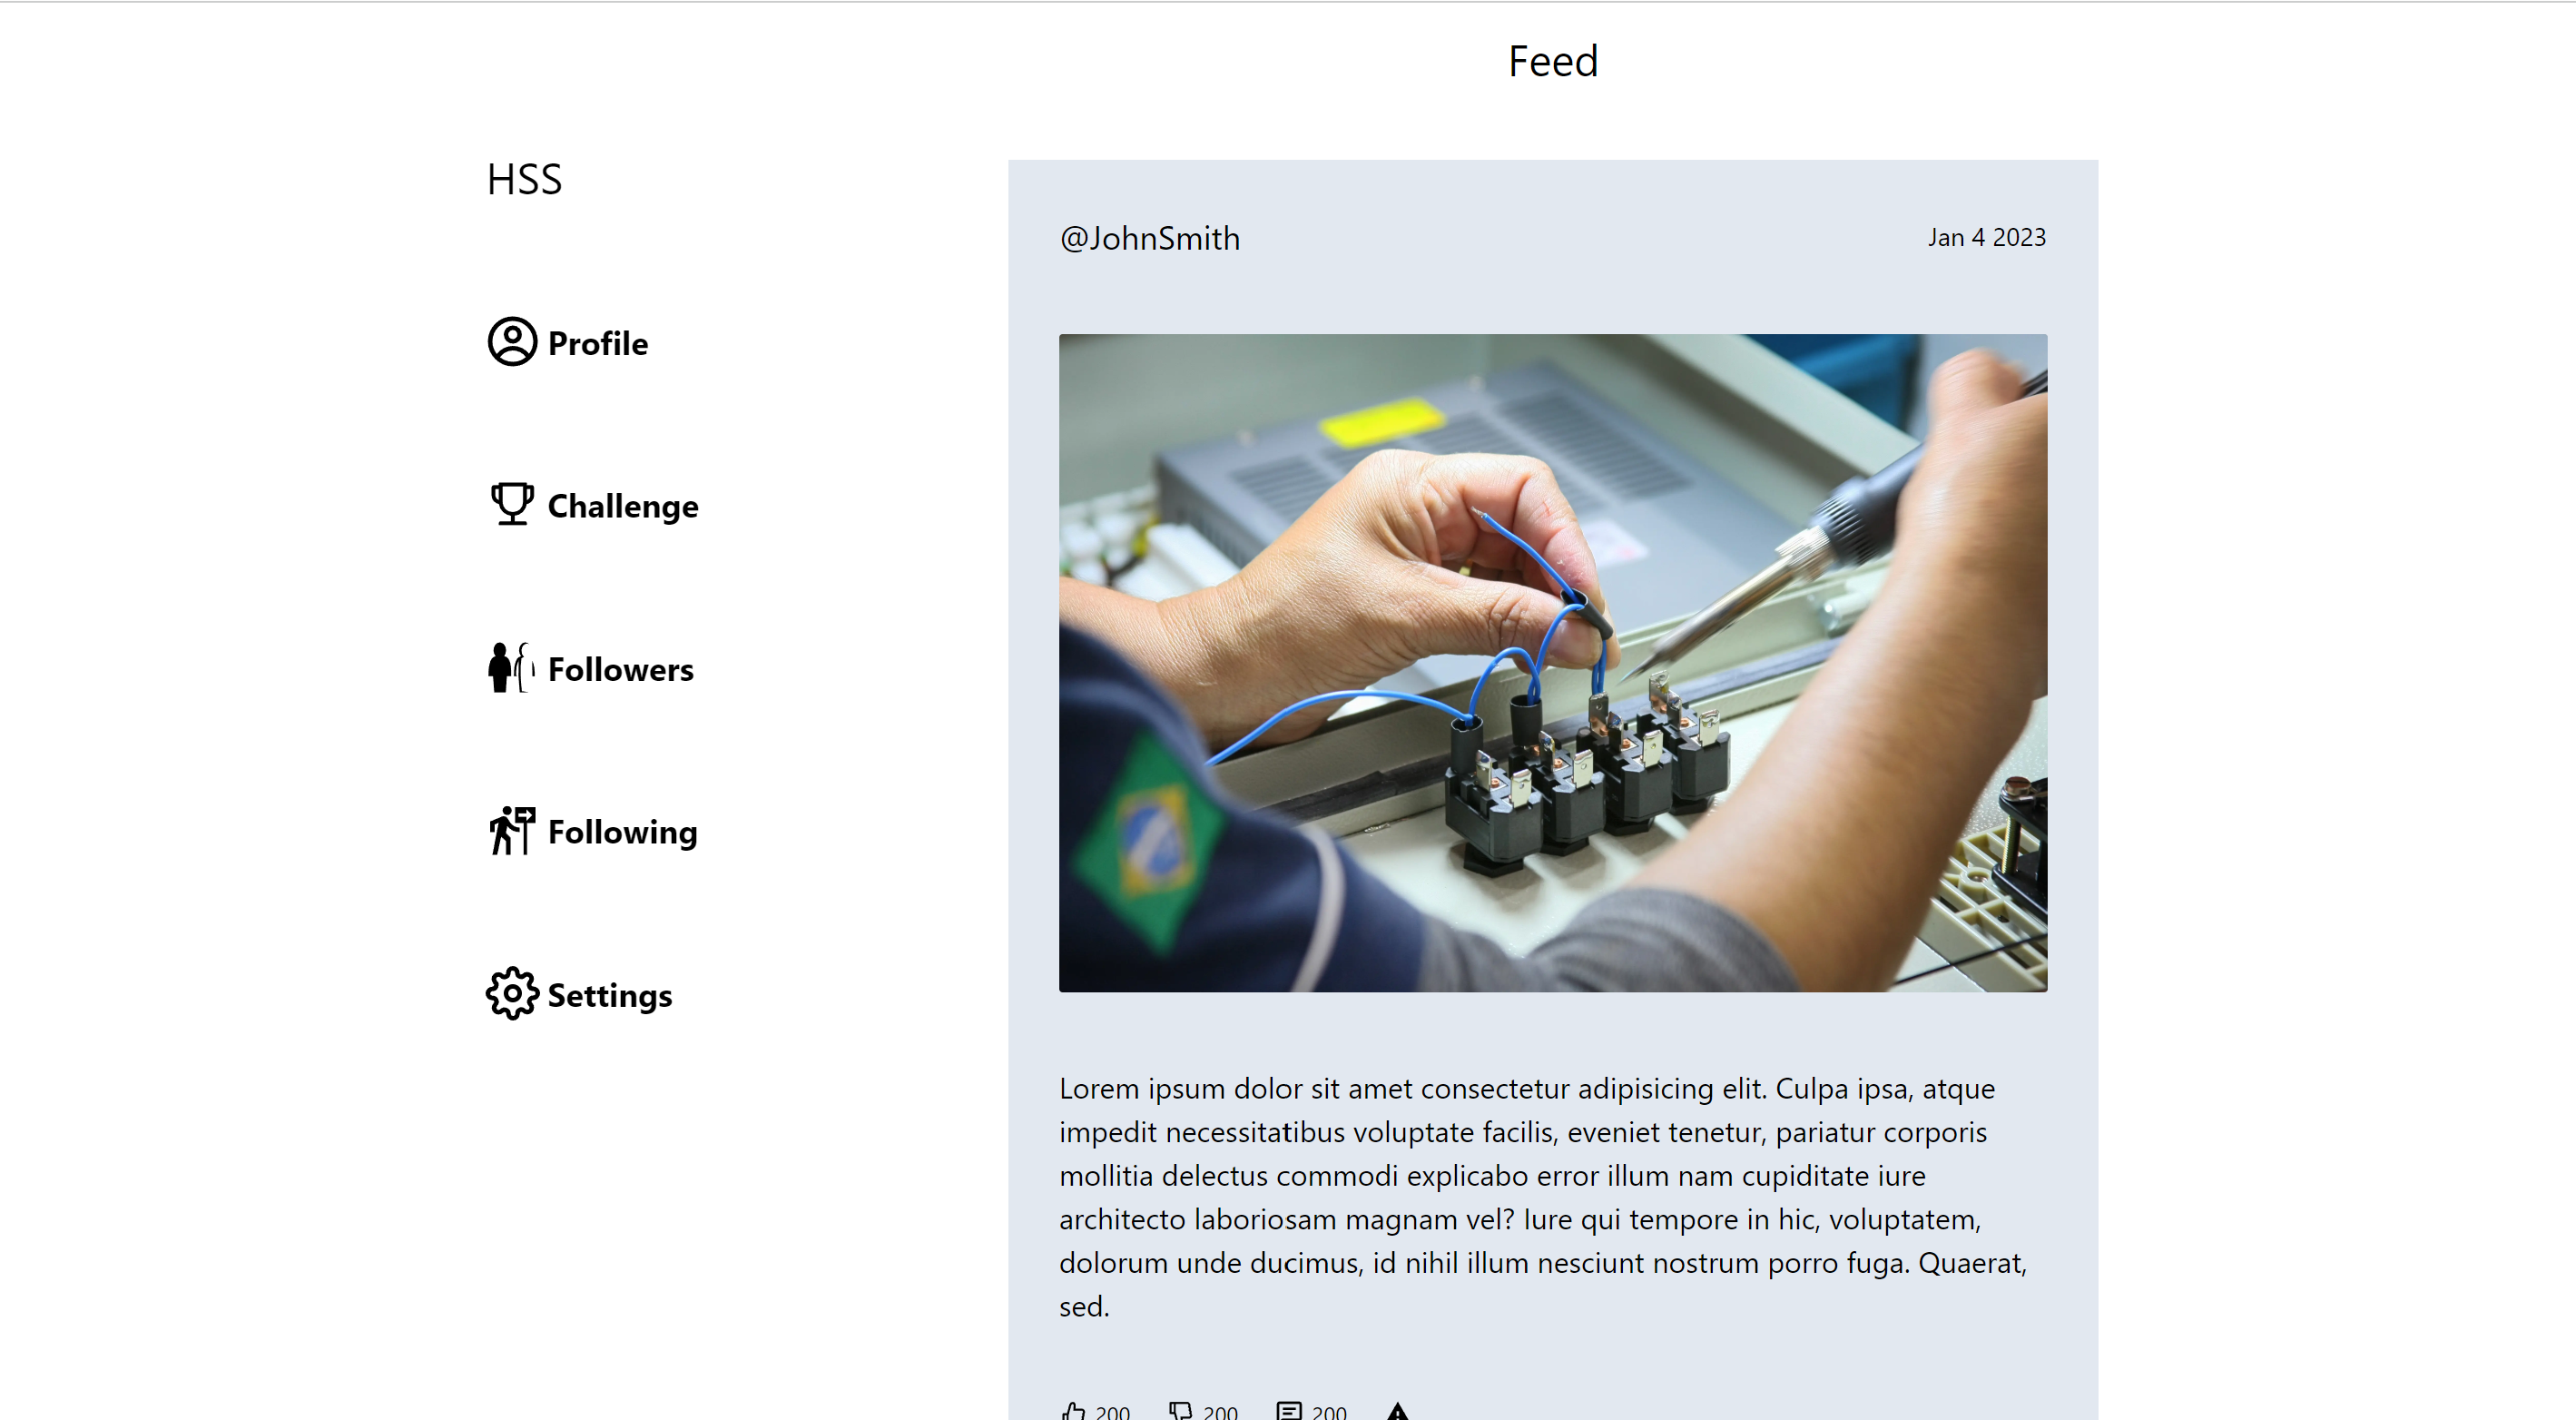 Feed
HSS
Profile
Challenge
Followers
Following
Settings
@JohnSmith
Jan 4 2023
Lorem ipsum dolor sit amet consectetur adipisicing elit. Culpa ipsa, atque
impedit necessitatibus voluptate facilis, eveniet tenetur, pariatur corporis
mollitia delectus commodi explicabo error illum nam cupiditate iure
architecto laboriosam magnam vel? Iure qui tempore in hic, voluptatem,
dolorum unde ducimus, id nihil illum nesciunt nostrum porro fuga. Quaerat,
sed.
200 200 200